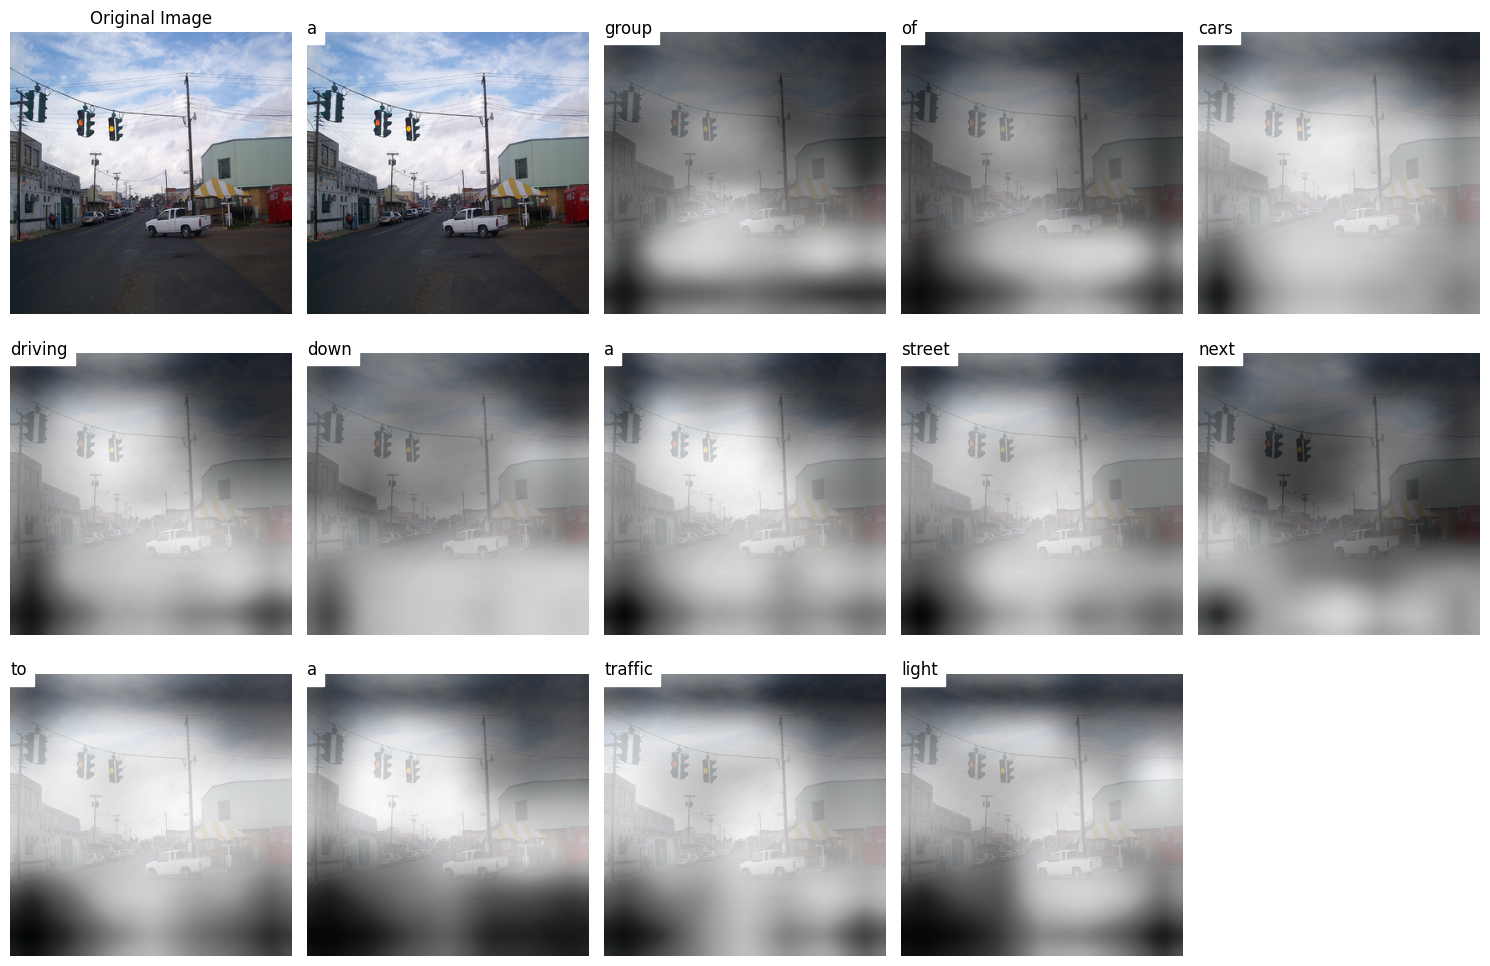 Original Image
a
group
of
cars
driving
down
a
street
next
to
a
traffic
light